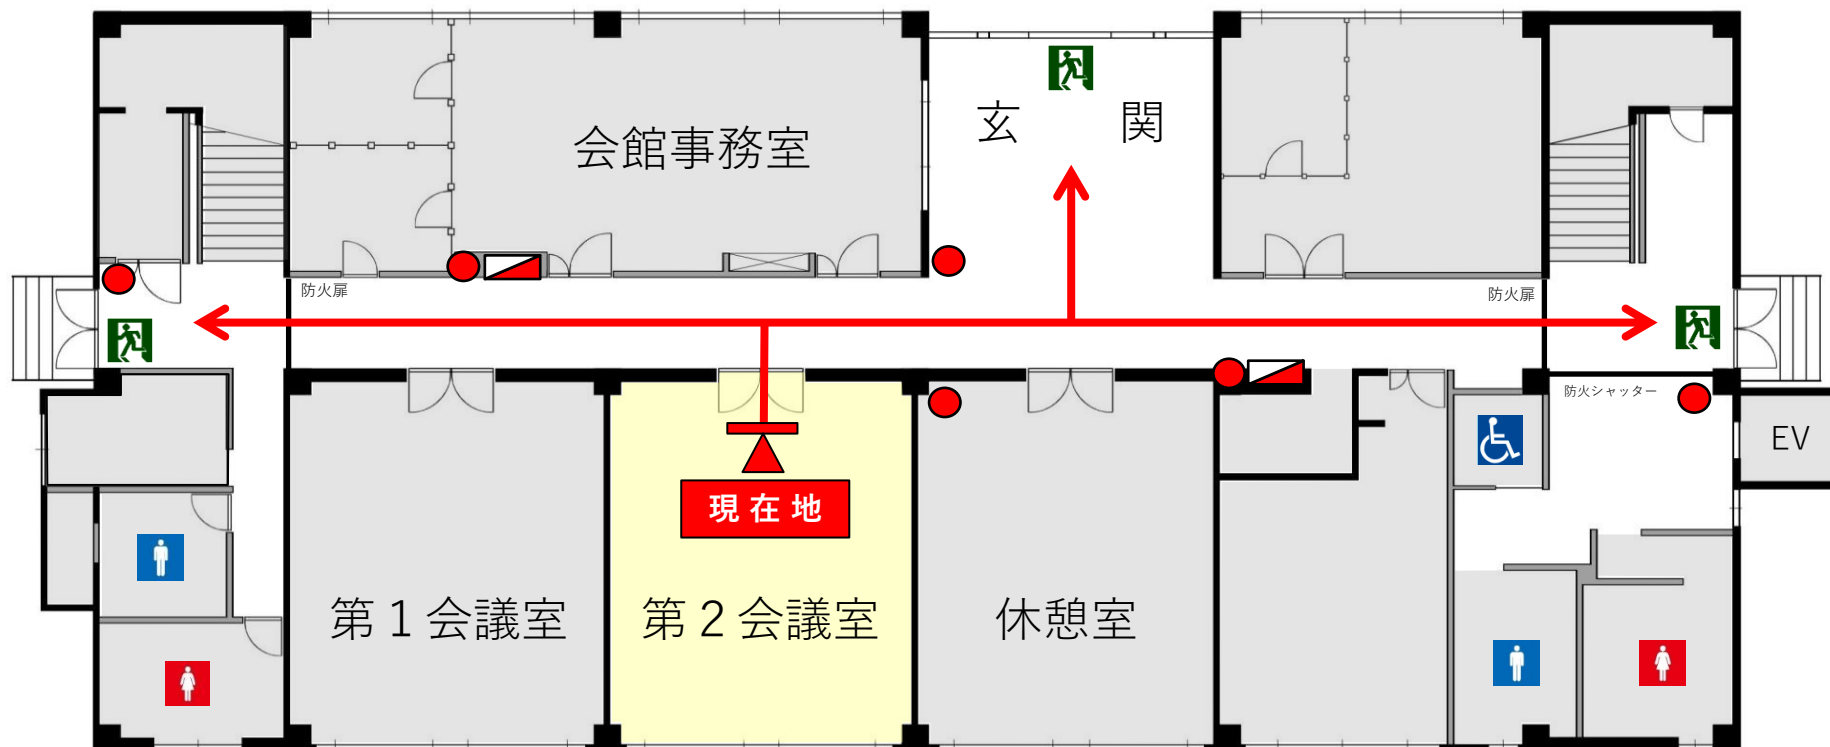 会館事務室
玄　関
防火扉
防火扉
防火シャッター
EV
現在地
第１会議室
第２会議室
休憩室